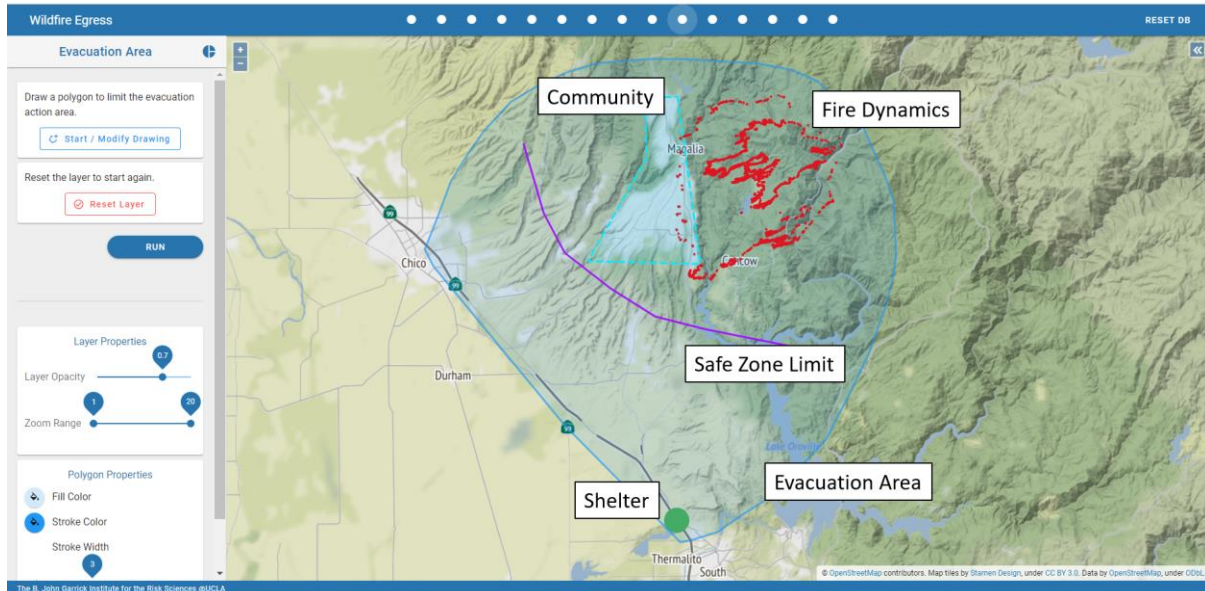 Wildfire Egress
RESET DB
Evacuation Area
Draw a polygon to limit the evacuation
action area.
Start / Modify Drawing
Reset the layer to start again.
Reset Layer
RUN
Layer Properties
0.7
Layer Opacity
1
20
Zoom Range
Polygon Properties
Fill Color
Stroke Color
Stroke Width
3
The B. John Garrick Institute for the Risk Sciences @UCLA
+
−
«
Community
Fire Dynamics
Magalia
99
Chico
99
Safe Zone Limit
Durham
99
Lake Oroville
Evacuation Area
Shelter
Thermalito
South
© OpenStreetMap contributors. Map tiles by Stamen Design, under CC BY 3.0. Data by OpenStreetMap, under ODbL.